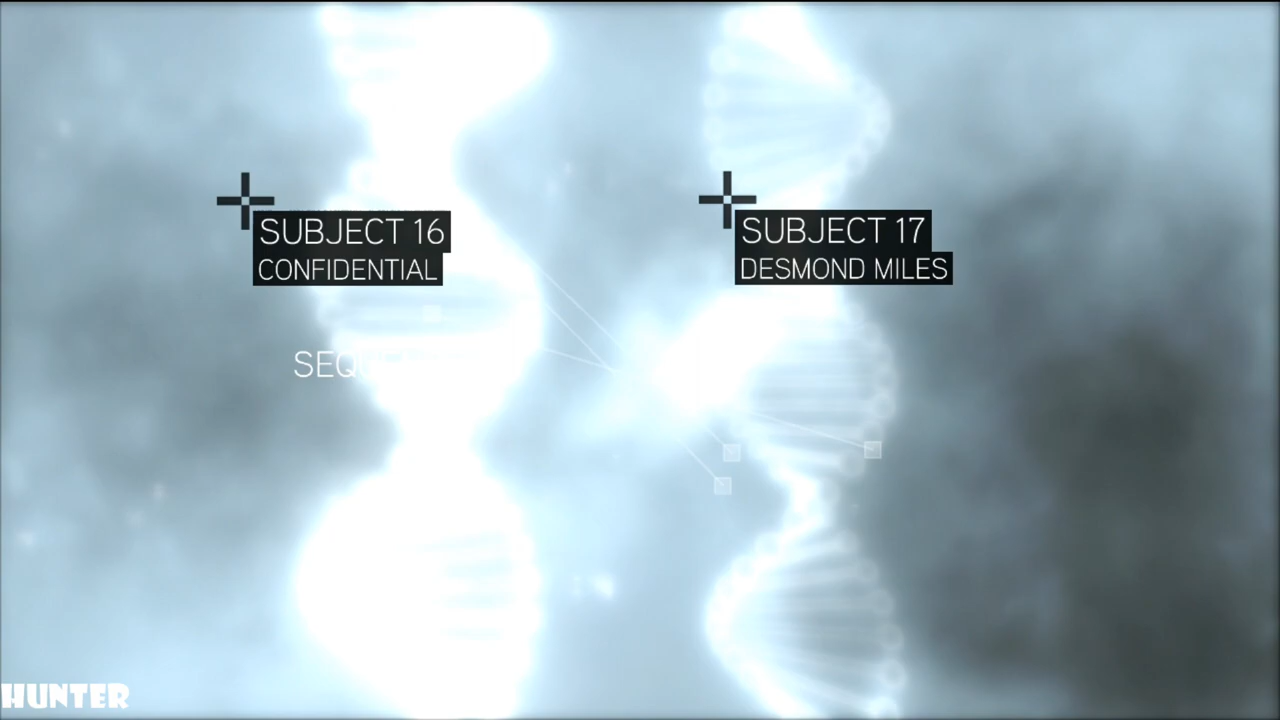 SUBJECT 16
CONFIDENTIAL
SUBJECT 17
DESMOND MILES
HUNTER